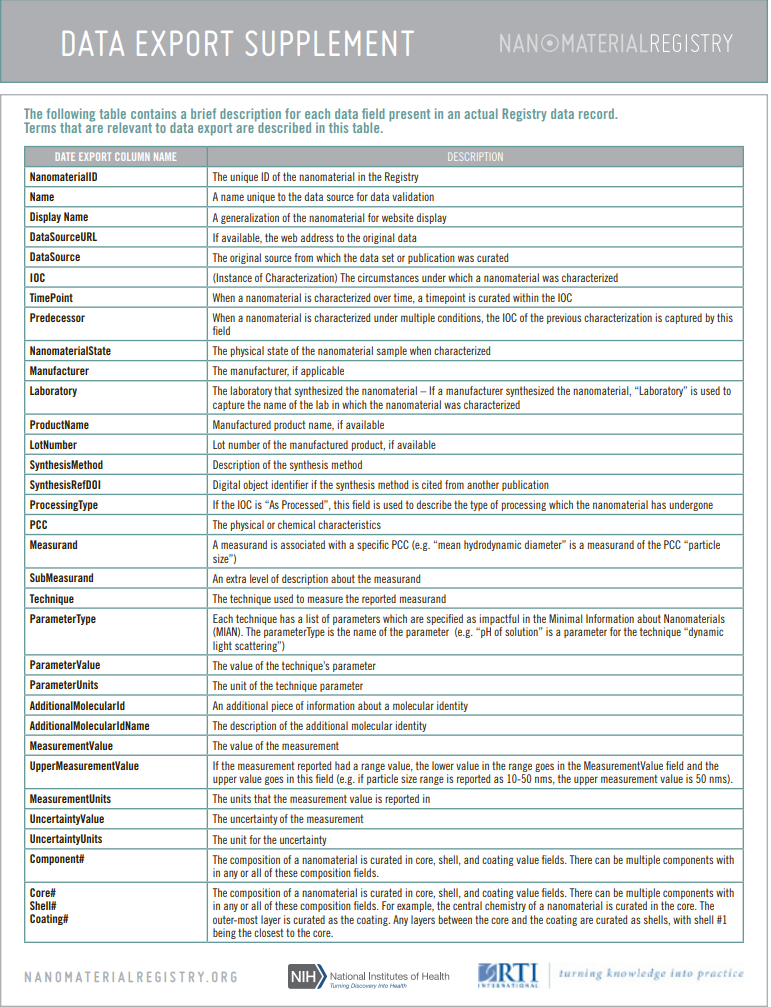 DATA EXPORT SUPPLEMENT
NANOMATERIALREGISTRY
The following table contains a brief description for each data field present in an actual Registry data record.
Terms that are relevant to data export are described in this table.
DATE EXPORT COLUMN NAME DESCRIPTION
NanomaterialID The unique ID of the nanomaterial in the Registry
Name A name unique to the data source for data validation
Display Name A generalization of the nanomaterial for website display
DataSourceURL If available, the web address to the original data
DataSource The original source from which the data set or publication was curated
IOC (Instance of Characterization) The circumstances under which a nanomaterial was characterized
TimePoint When a nanomaterial is characterized over time, a timepoint is curated within the IOC
Predecessor When a nanomaterial is characterized under multiple conditions, the IOC of the previous characterization is captured by this
field
NanomaterialState The physical state of the nanomaterial sample when characterized
Manufacturer The manufacturer, if applicable
Laboratory The laboratory that synthesized the nanomaterial – If a manufacturer synthesized the nanomaterial, “Laboratory” is used to
capture the name of the lab in which the nanomaterial was characterized
ProductName Manufactured product name, if available
LotNumber Lot number of the manufactured product, if available
SynthesisMethod Description of the synthesis method
SynthesisRefDOI Digital object identifier if the synthesis method is cited from another publication
ProcessingType If the IOC is “As Processed”, this field is used to describe the type of processing which the nanomaterial has undergone
PCC The physical or chemical characteristics
Measurand A measurand is associated with a specific PCC (e.g. “mean hydrodynamic diameter” is a measurand of the PCC “particle
size”)
SubMeasurand An extra level of description about the measurand
Technique The technique used to measure the reported measurand
ParameterType Each technique has a list of parameters which are specified as impactful in the Minimal Information about Nanomaterials
(MIAN). The parameterType is the name of the parameter (e.g. “pH of solution” is a parameter for the technique “dynamic
light scattering”)
ParameterValue The value of the technique’s parameter
ParameterUnits The unit of the technique parameter
AdditionalMolecularId An additional piece of information about a molecular identity
AdditionalMolecularIdName The description of the additional molecular identity
MeasurementValue The value of the measurement
UpperMeasurementValue If the measurement reported had a range value, the lower value in the range goes in the MeasurementValue field and the
upper value goes in this field (e.g. if particle size range is reported as 10-50 nms, the upper measurement value is 50 nms).
MeasurementUnits The units that the measurement value is reported in
UncertaintyValue The uncertainty of the measurement
UncertaintyUnits The unit for the uncertainty
Component# The composition of a nanomaterial is curated in core, shell, and coating value fields. There can be multiple components with
in any or all of these composition fields.
Core# The composition of a nanomaterial is curated in core, shell, and coating value fields. There can be multiple components with
Shell# in any or all of these composition fields. For example, the central chemistry of a nanomaterial is curated in the core. The
Coating# outer-most layer is curated as the coating. Any layers between the core and the coating are curated as shells, with shell #1
being the closest to the core.
NANOMATERIALREGISTRY.ORG
NIH National Institutes of Health
Turning Discovery Into Health
RTI
INTERNATIONAL
turning knowledge into practice